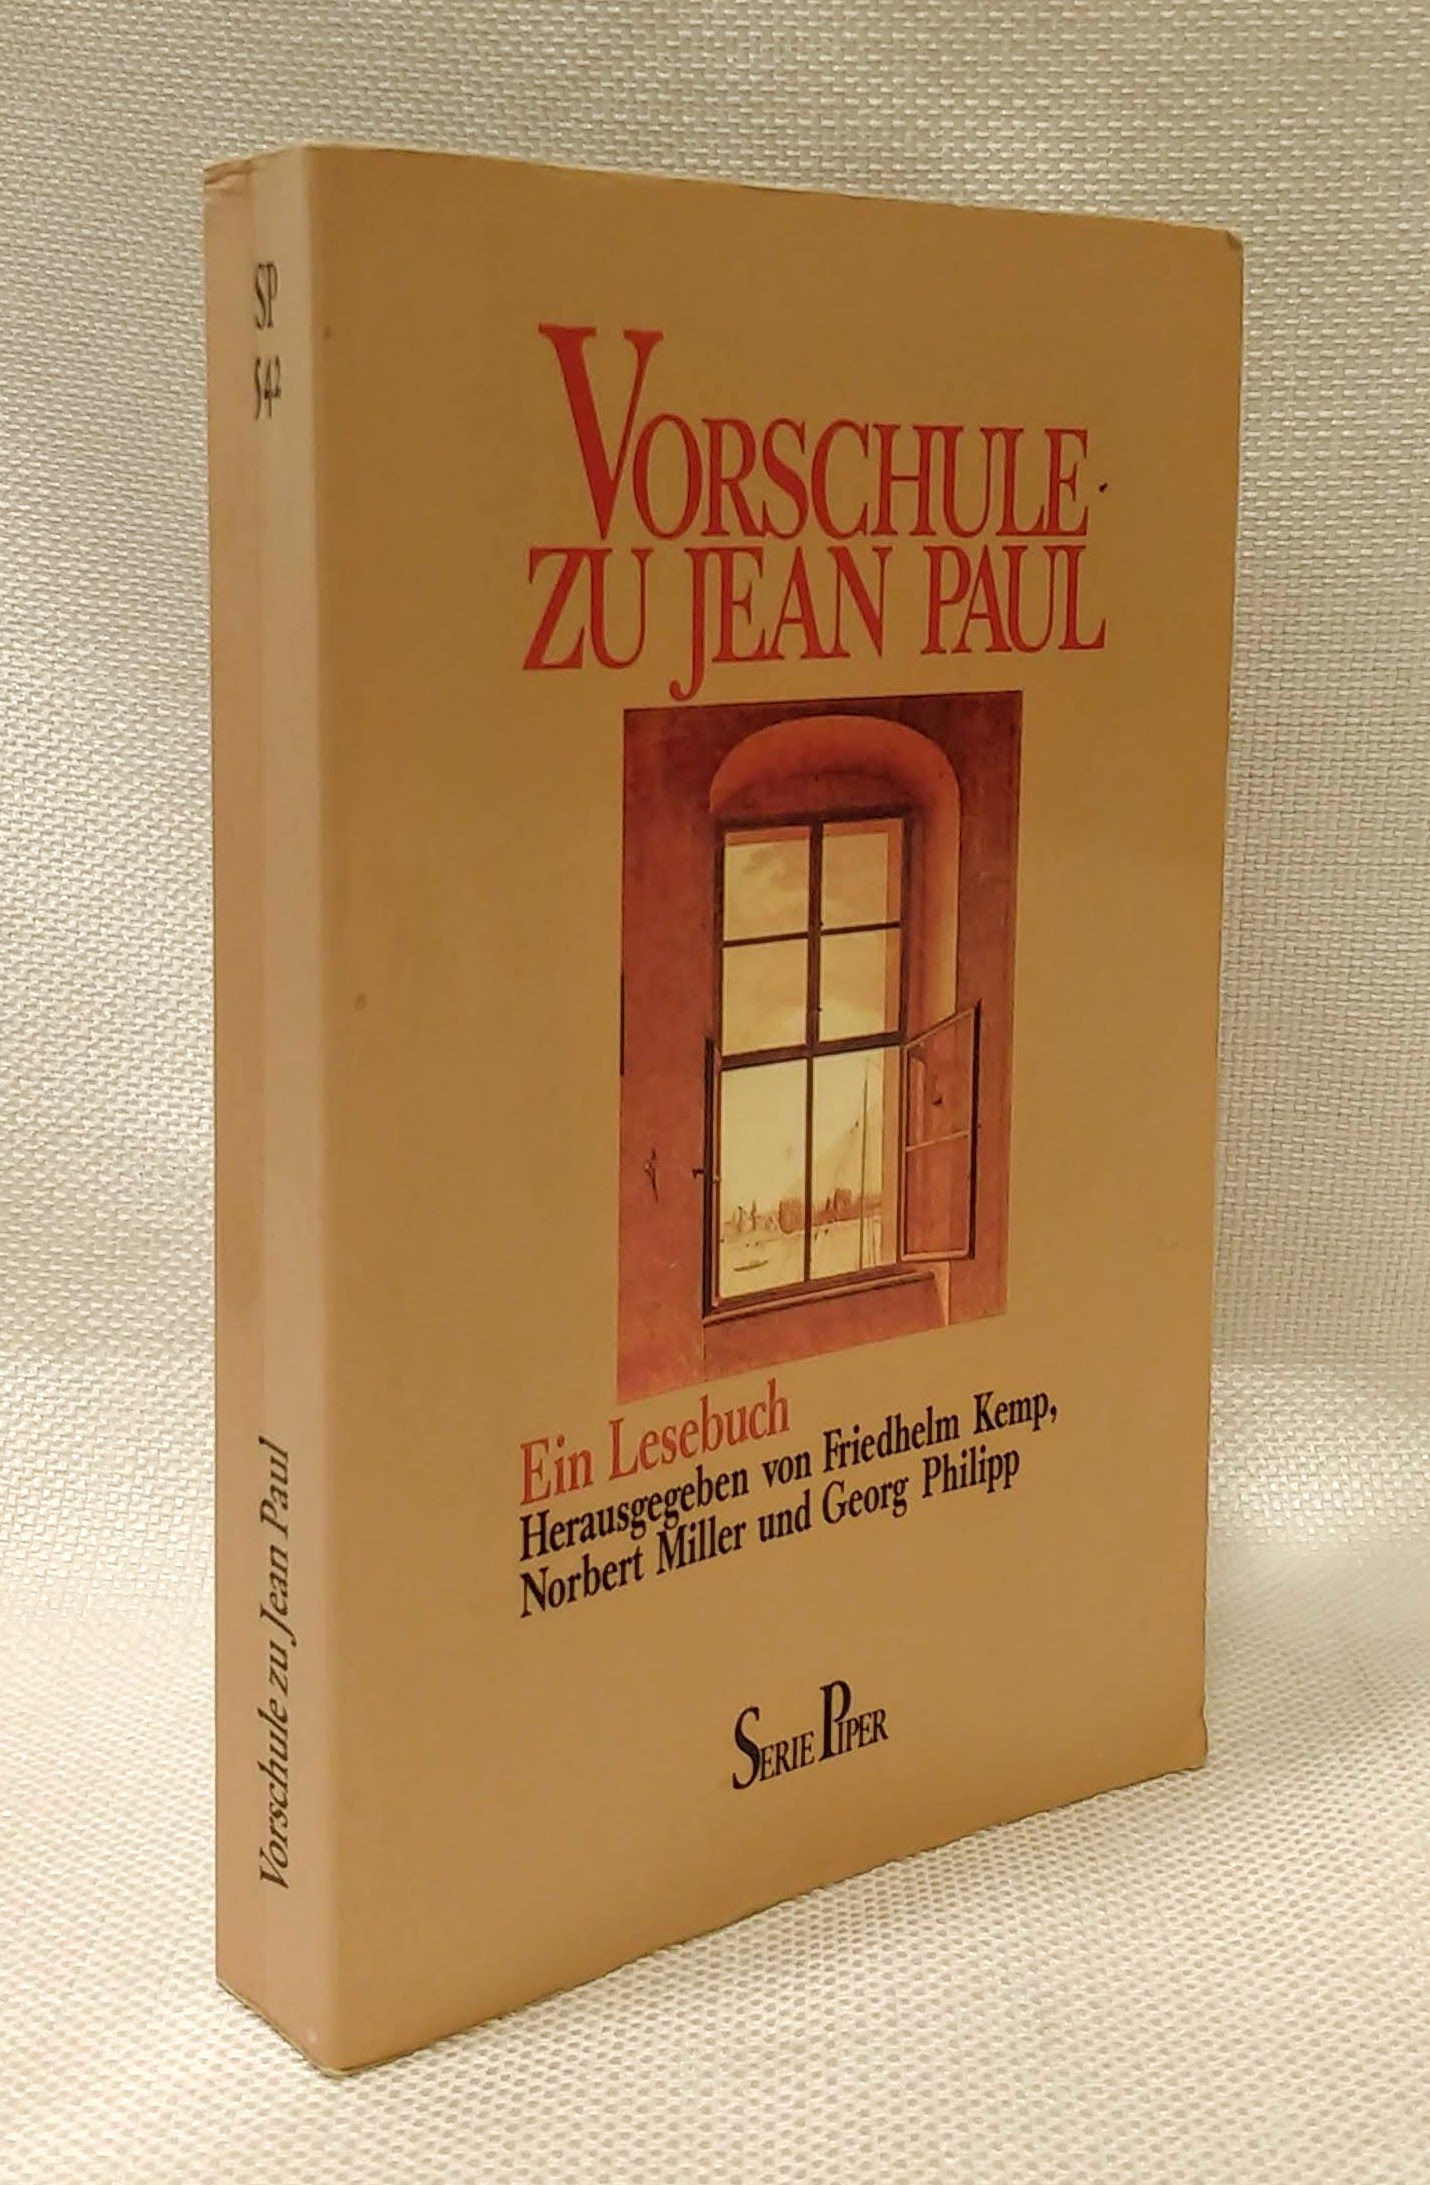 SP
542
Vorschule zu Jean Paul
VORSCHULE
ZU JEAN PAUL
Ein Lesebuch
Herausgegeben von Friedhelm Kemp,
Norbert Miller und Georg Philipp
SERIE PIPER